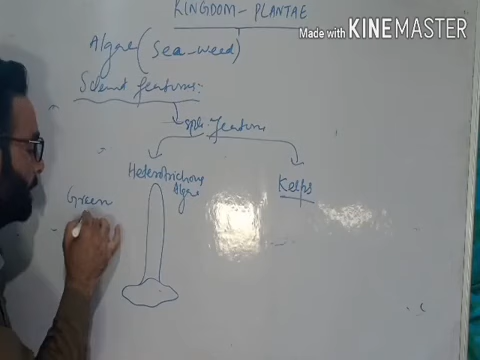 KINGDOM - PLANTAE
Made with KINEMASTER
Algae (Sea-weed)
Salient features:-
spl. features
Heterotrichous
Algae
Kelps
Green